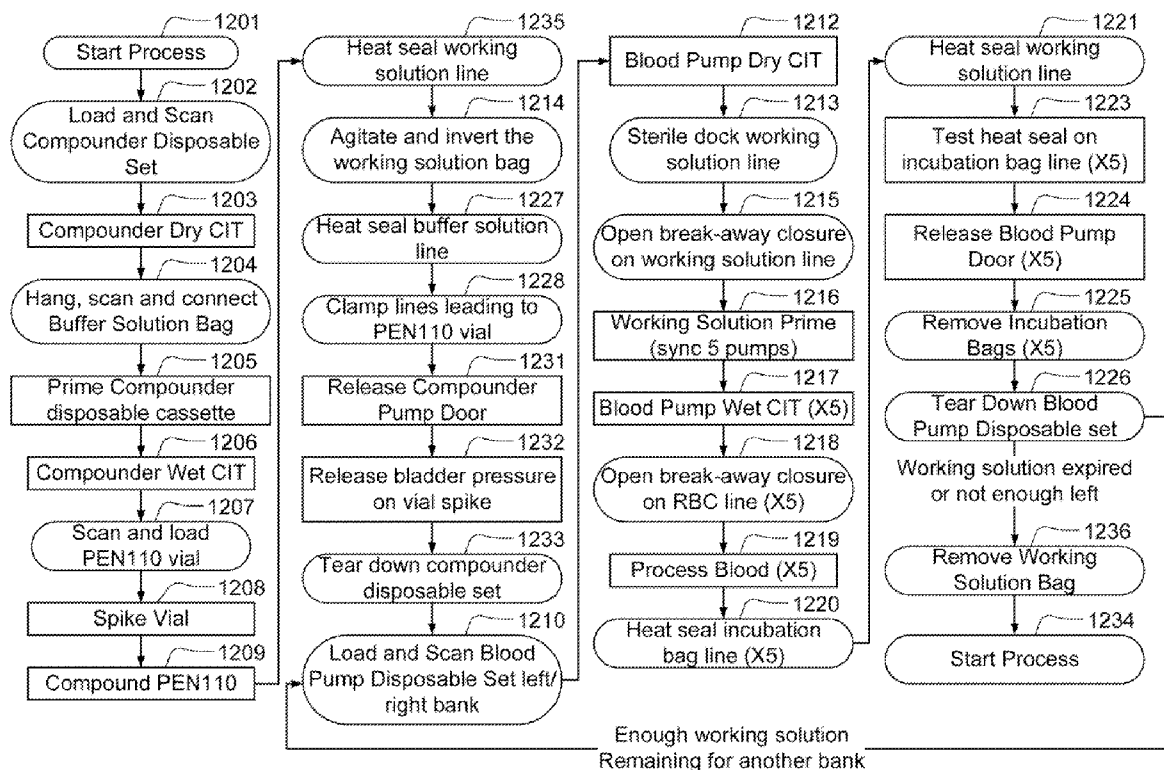 1201
Start Process
1202
Load and Scan
Compounder Disposable
Set
1203
Compounder Dry CIT
1204
Hang, scan and connect
Buffer Solution Bag
1205
Prime Compounder
disposable cassette
1206
Compounder Wet CIT
1207
Scan and load
PEN110 vial
1208
Spike Vial
1209
Compound PEN110
1235
Heat seal working
solution line
1214
Agitate and invert the
working solution bag
1227
Heat seal buffer solution
line
1228
Clamp lines leading to
PEN110 vial
1231
Release Compounder
Pump Door
1232
Release bladder pressure
on vial spike
1233
Tear down compounder
disposable set
1210
Load and Scan Blood
Pump Disposable Set left/
right bank
1212
Blood Pump Dry CIT
1213
Sterile dock working
solution line
1215
Open break-away closure
on working solution line
1216
Working Solution Prime
(sync 5 pumps)
1217
Blood Pump Wet CIT (X5)
1218
Open break-away closure
on RBC line (X5)
1219
Process Blood (X5)
1220
Heat seal incubation
bag line (X5)
1221
Heat seal working
solution line
1223
Test heat seal on
incubation bag line (X5)
1224
Release Blood Pump
Door (X5)
1225
Remove Incubation
Bags (X5)
1226
Tear Down Blood
Pump Disposable set
Working solution expired
or not enough left
1236
Remove Working
Solution Bag
1234
Start Process
Enough working solution
Remaining for another bank